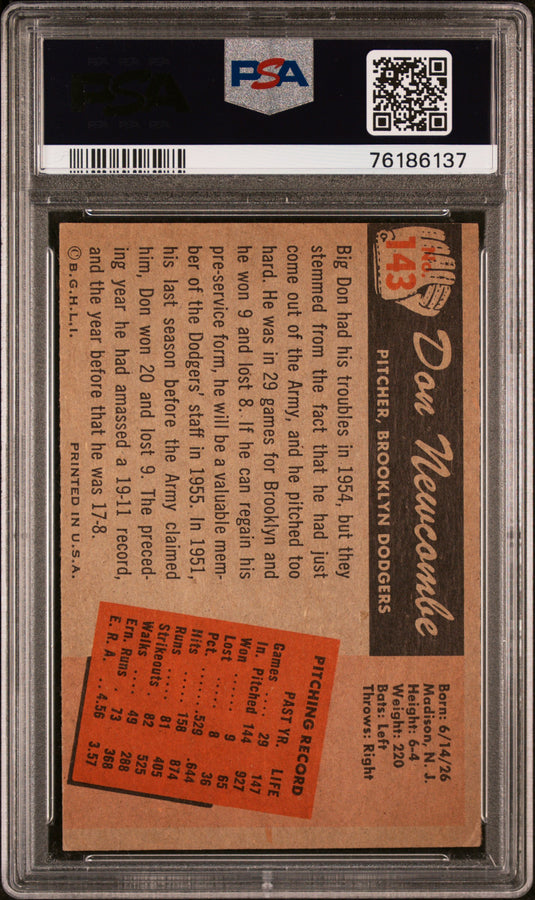 PSA
PSA
76186137
No.
143
Don Newcombe
PITCHER, BROOKLYN DODGERS
Born: 6/14/26
Madison, N. J.
Height: 6-4
Weight: 220
Bats: Left
Throws: Right
Big Don had his troubles in 1954, but they
stemmed from the fact that he had just
come out of the Army, and he pitched too
hard. He was in 29 games for Brooklyn and
he won 9 and lost 8. If he can regain his
pre-service form, he will be a valuable mem-
ber of the Dodgers' staff in 1955. In 1951,
his last season before the Army claimed
him, Don won 20 and lost 9. The preced-
ing year he had amassed a 19-11 record,
and the year before that he was 17-8.
PITCHING RECORD
PAST YR. LIFE
Games .... 29 147
In. Pitched 144 927
Won ..... 9 65
Lost ..... 8 36
Pct. .... .529 .644
Hits .... 158 874
Runs .... 81 405
Strikeouts . 82 525
Walks ... 49 288
Ern. Runs . 73 368
E. R. A. .. 4.56 3.57
© B.G.H.L.I. PRINTED IN U.S.A.